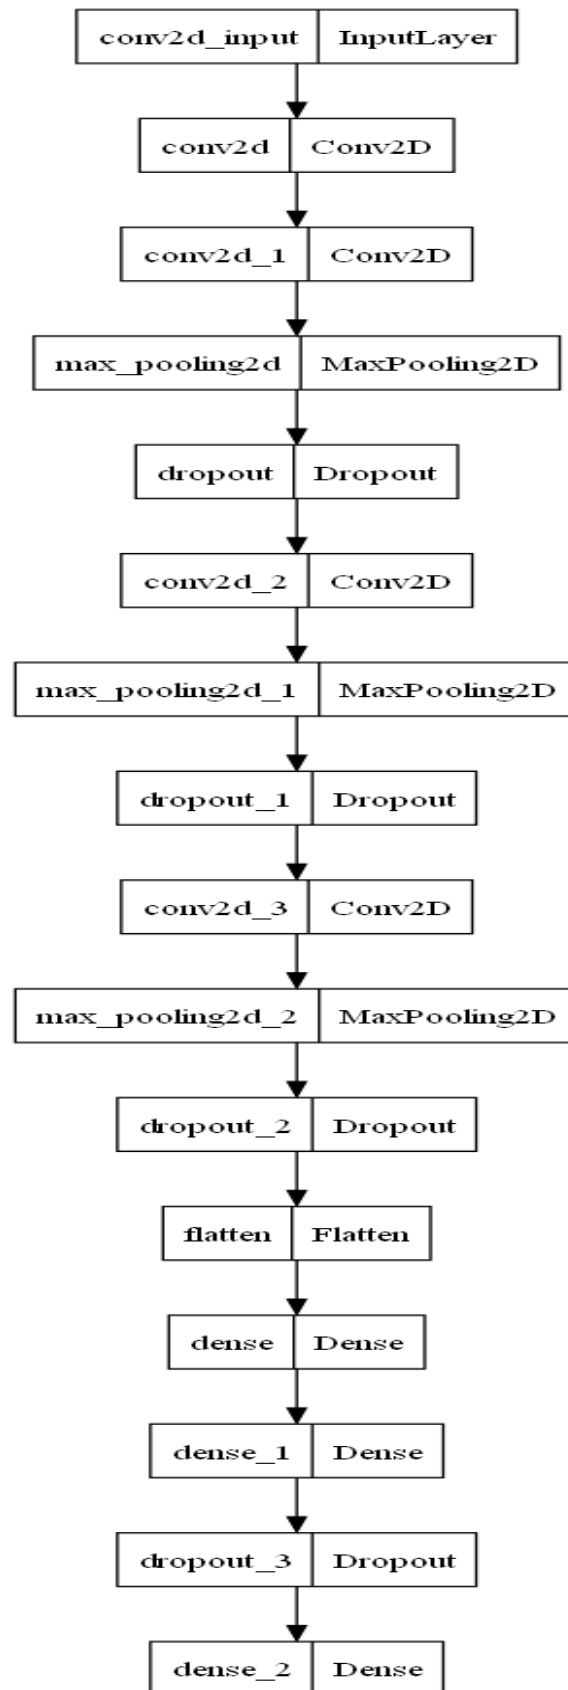 conv2d_input InputLayer
conv2d Conv2D
conv2d_1 Conv2D
max_pooling2d MaxPooling2D
dropout Dropout
conv2d_2 Conv2D
max_pooling2d_1 MaxPooling2D
dropout_1 Dropout
conv2d_3 Conv2D
max_pooling2d_2 MaxPooling2D
dropout_2 Dropout
flatten Flatten
dense Dense
dense_1 Dense
dropout_3 Dropout
dense_2 Dense